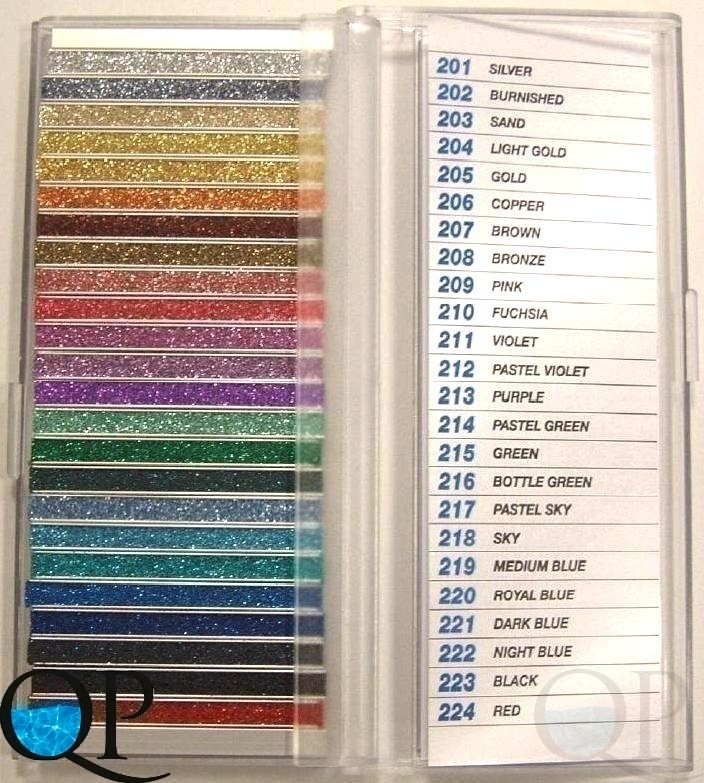 201 SILVER
202 BURNISHED
203 SAND
204 LIGHT GOLD
205 GOLD
206 COPPER
207 BROWN
208 BRONZE
209 PINK
210 FUCHSIA
211 VIOLET
212 PASTEL VIOLET
213 PURPLE
214 PASTEL GREEN
215 GREEN
216 BOTTLE GREEN
217 PASTEL SKY
218 SKY
219 MEDIUM BLUE
220 ROYAL BLUE
221 DARK BLUE
222 NIGHT BLUE
223 BLACK
224 RED
QP
QP